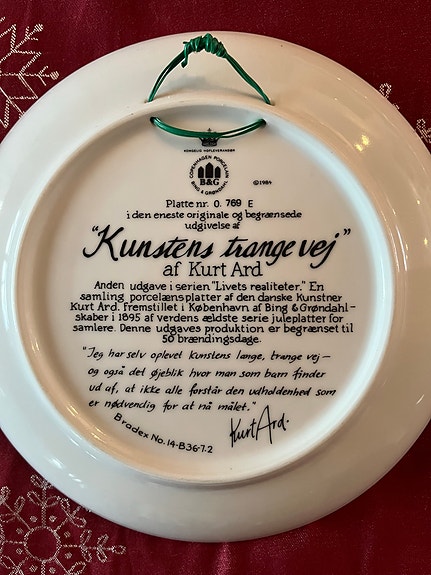 KONGELIG HOFLEVERANDØR
COPENHAGEN PORCELAIN
B&G
BING & GRØNDAHL
©1984
Platte nr. 0. 769 E
i den eneste originale og begrænsede
udgivelse af
"Kunstens trange vej"
af Kurt Ard
Anden udgave i serien "Livets realiteter." En
samling porcelænsplatter af den danske Kunstner
Kurt Ard. Fremstillet i København af Bing & Grøndahl-
skaber i 1895 af verdens ældste serie juleplatter for
samlere. Denne udgaves produktion er begrænset til
50 brændingsdage.
"Jeg har selv oplevet kunstens lange, trange vej—
og også det øjeblik hvor man som barn finder
ud af, at ikke alle forstår den udholdenhed som
er nødvendig for at nå målet."
Kurt Ard.
Bradex No. 14-B36-7.2